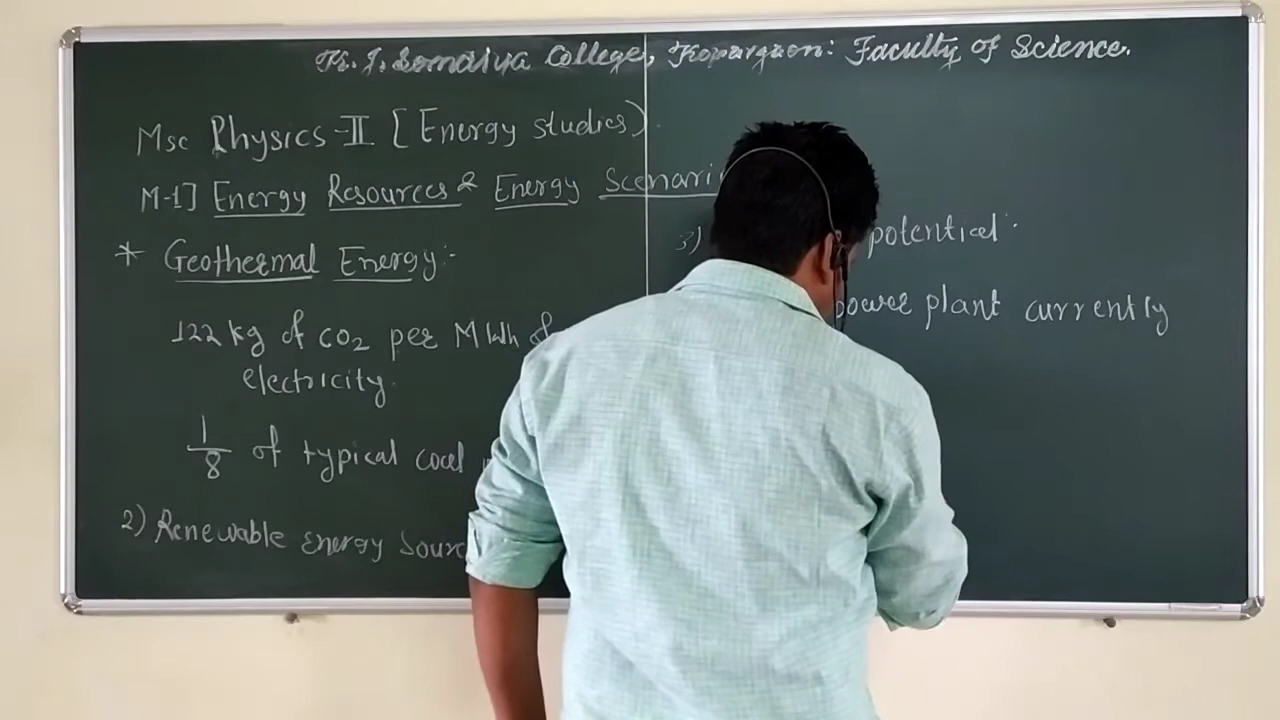 K. J. Somaiya College, Kopargaon: Faculty of Science.
Msc Physics-II [Energy studies).
M-1] Energy Resources & Energy Scenari
* Geothermal Energy:-
122 kg of CO2 per Mkwh of
electricity.
1/8 of typical coal
2) Renewable energy sourc
3) potential:
power plant currently